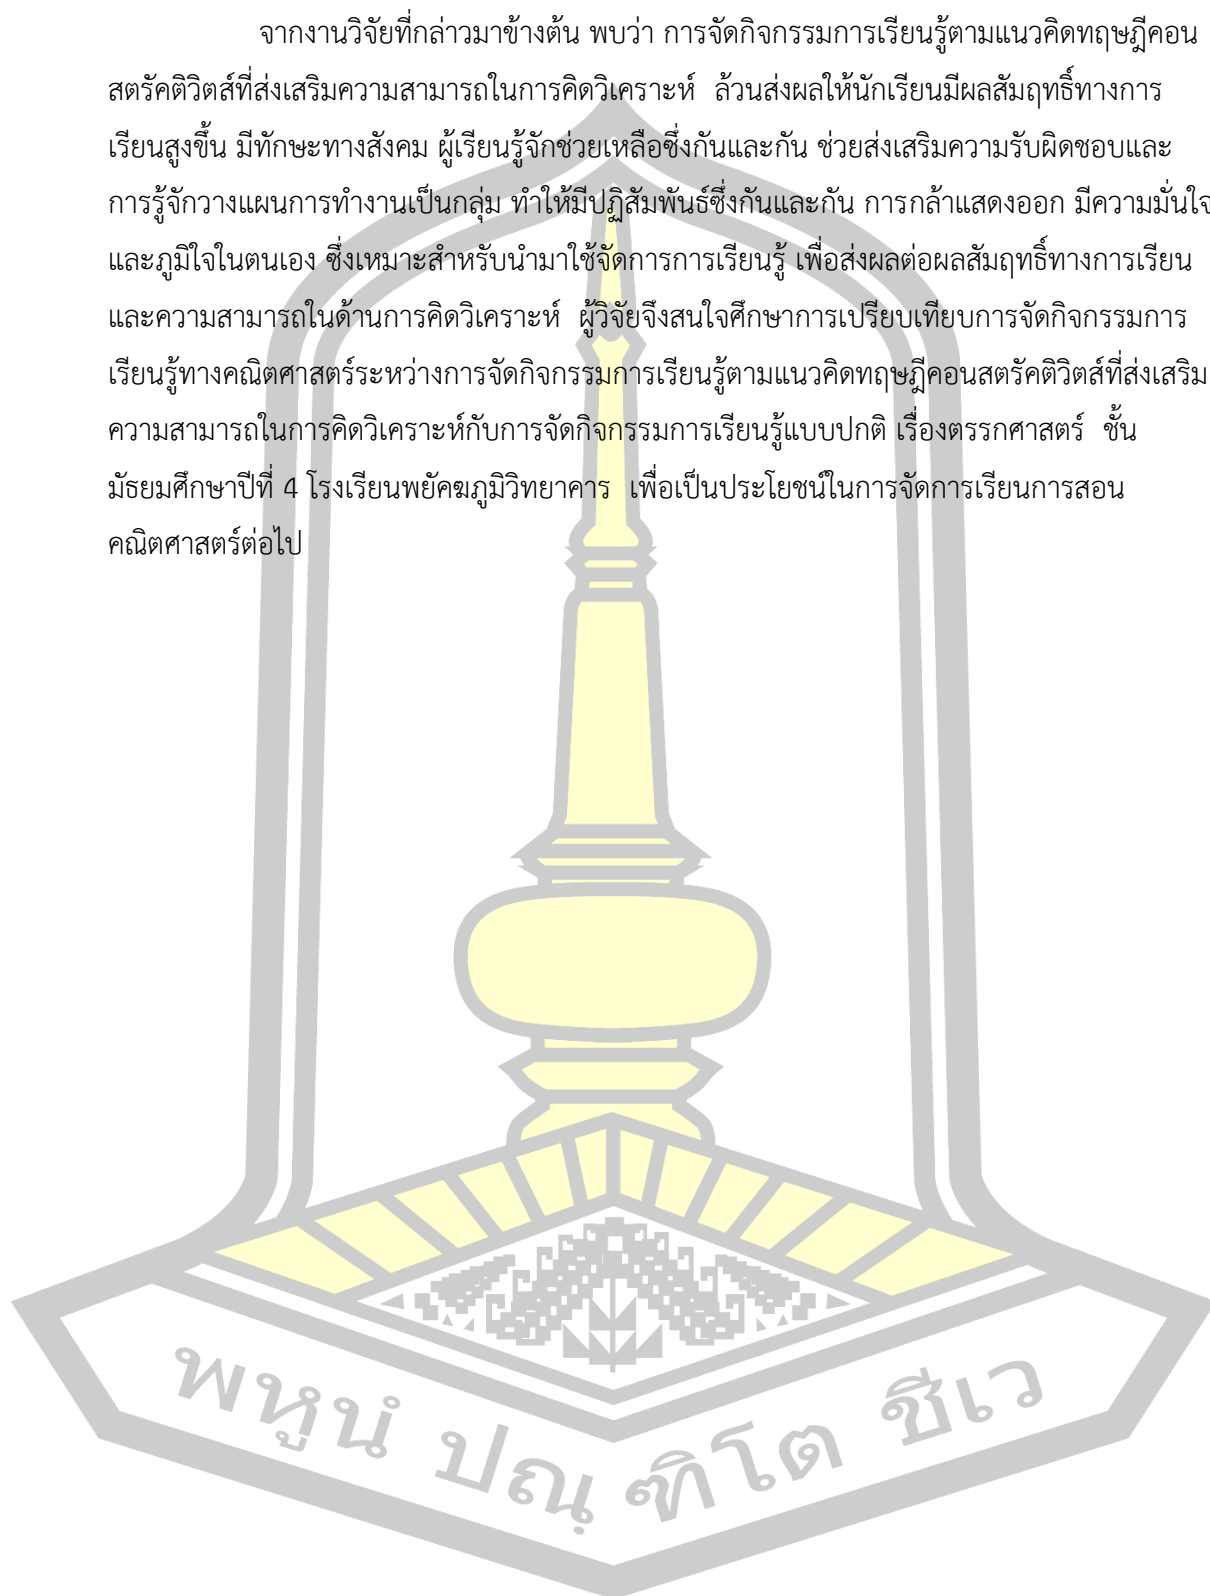 จากงานวิจัยที่กล่าวมาข้างต้น พบว่า การจัดกิจกรรมการเรียนรู้ตามแนวคิดทฤษฎีคอน
สตรัคติวิตส์ที่ส่งเสริมความสามารถในการคิดวิเคราะห์ ล้วนส่งผลให้นักเรียนมีผลสัมฤทธิ์ทางการ
เรียนสูงขึ้น มีทักษะทางสังคม ผู้เรียนรู้จักช่วยเหลือซึ่งกันและกัน ช่วยส่งเสริมความรับผิดชอบและ
การรู้จักวางแผนการทำงานเป็นกลุ่ม ทำให้มีปฏิสัมพันธ์ซึ่งกันและกัน การกล้าแสดงออก มีความมั่นใจ
และภูมิใจในตนเอง ซึ่งเหมาะสำหรับนำมาใช้จัดการการเรียนรู้ เพื่อส่งผลต่อผลสัมฤทธิ์ทางการเรียน
และความสามารถในด้านการคิดวิเคราะห์ ผู้วิจัยจึงสนใจศึกษาการเปรียบเทียบการจัดกิจกรรมการ
เรียนรู้ทางคณิตศาสตร์ระหว่างการจัดกิจกรรมการเรียนรู้ตามแนวคิดทฤษฎีคอนสตรัคติวิตส์ที่ส่งเสริม
ความสามารถในการคิดวิเคราะห์กับการจัดกิจกรรมการเรียนรู้แบบปกติ เรื่องตรรกศาสตร์ ชั้น
มัธยมศึกษาปีที่ 4 โรงเรียนพยัคฆภูมิวิทยาคาร เพื่อเป็นประโยชน์ในการจัดการเรียนการสอน
คณิตศาสตร์ต่อไป
พหูนํ ปณฺ ฑิโต ชีเว